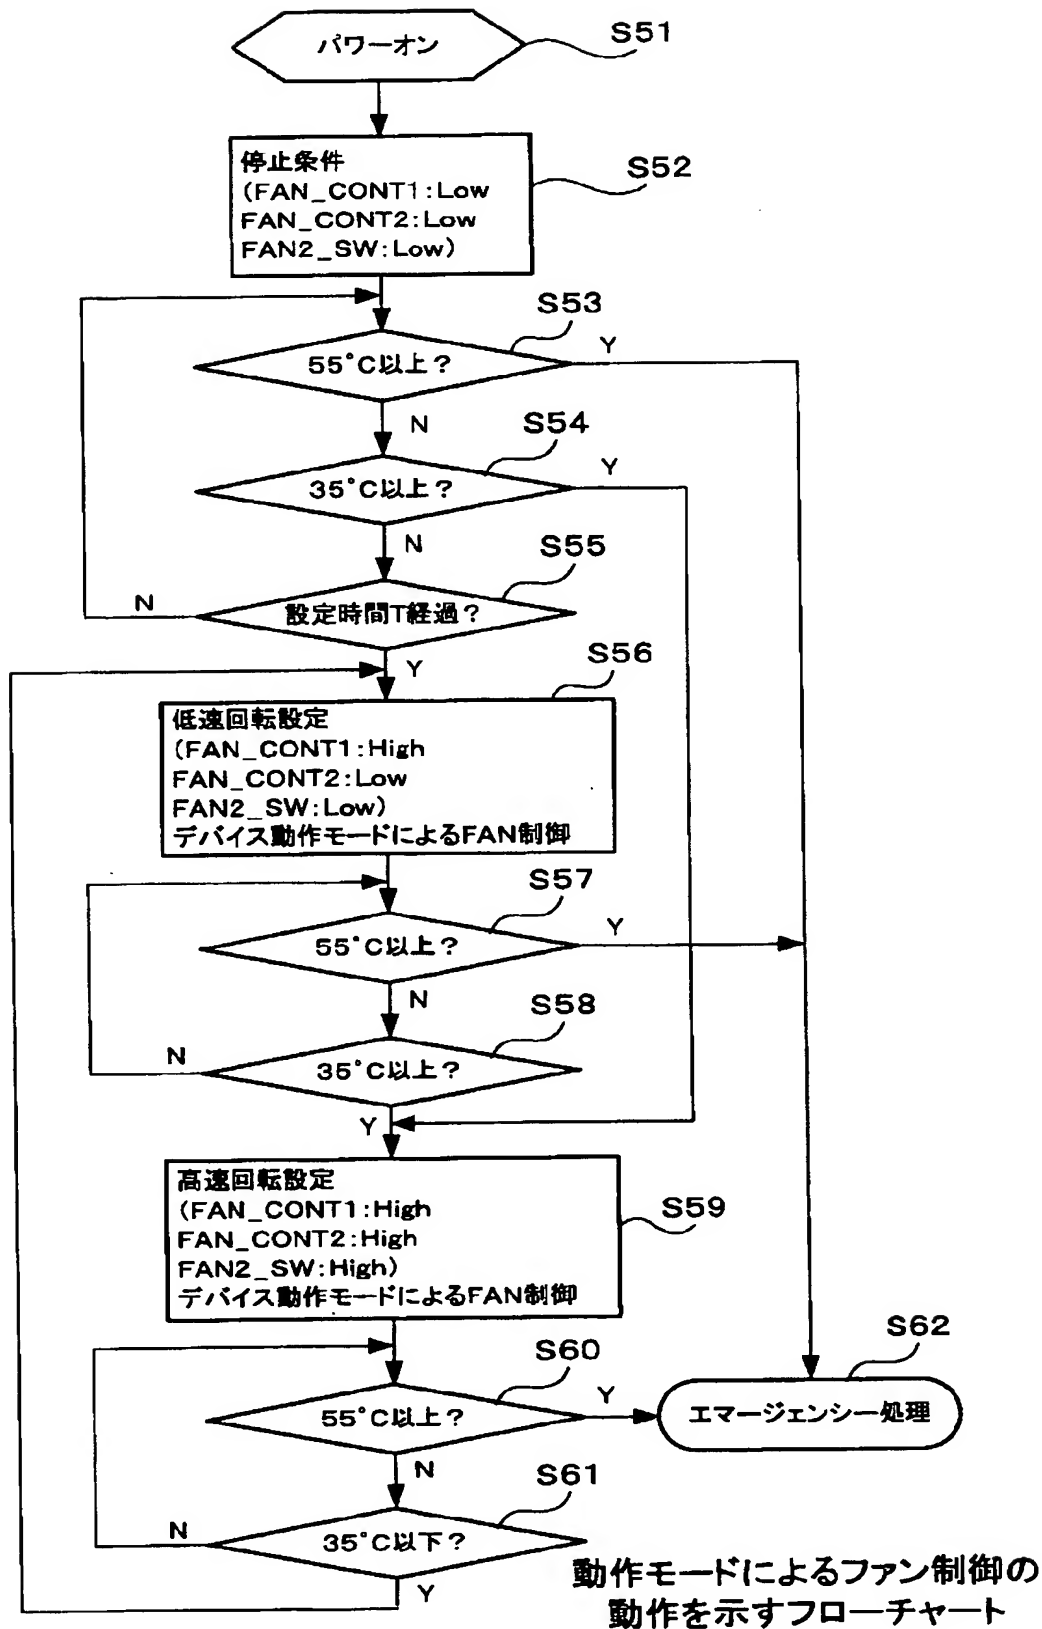 パワーオン
S51
停止条件
(FAN_CONT1:Low
FAN_CONT2:Low
FAN2_SW:Low)
S52
S53
55°C以上?
Y
N
S54
35°C以上?
Y
N
S55
設定時間T経過?
N
Y
S56
低速回転設定
(FAN_CONT1:High
FAN_CONT2:Low
FAN2_SW:Low)
デバイス動作モードによるFAN制御
S57
55°C以上?
Y
N
S58
35°C以上?
N
Y
高速回転設定
(FAN_CONT1:High
FAN_CONT2:High
FAN2_SW:High)
デバイス動作モードによるFAN制御
S59
S60
55°C以上?
Y
N
S62
エマージェンシー処理
S61
35°C以下?
N
Y
動作モードによるファン制御の
動作を示すフローチャート